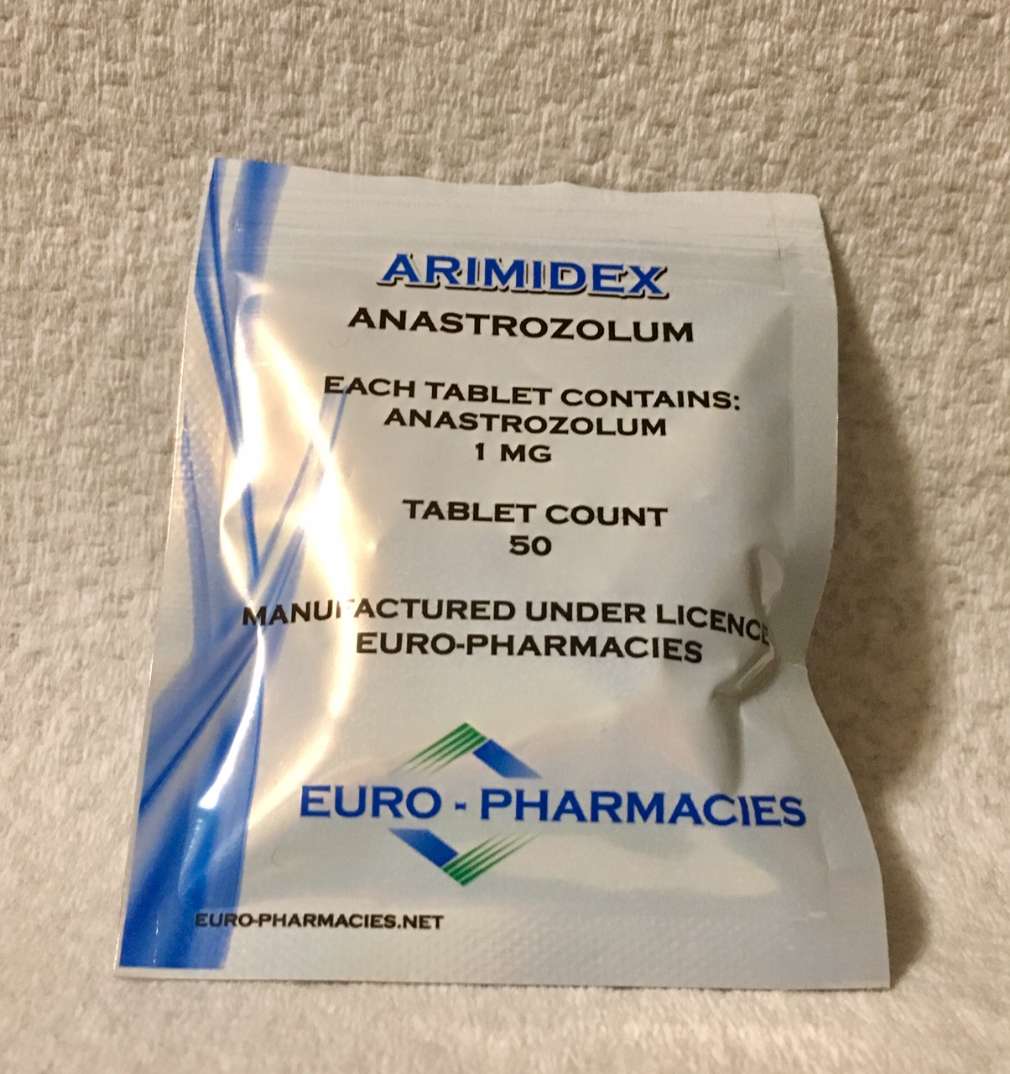 ARIMIDEX
ANASTROZOLUM
EACH TABLET CONTAINS:
ANASTROZOLUM
1 MG
TABLET COUNT
50
MANUFACTURED UNDER LICENCE
EURO-PHARMACIES
EURO - PHARMACIES
EURO-PHARMACIES.NET